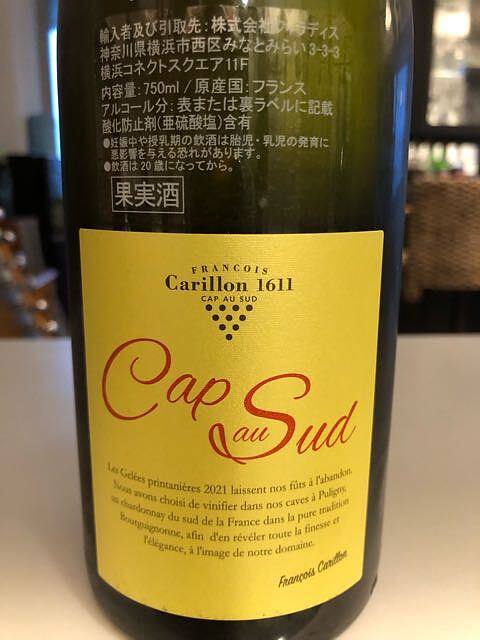 輸入者及び引取先：株式会社フィラディス
神奈川県横浜市西区みなとみらい3-3-3
横浜コネクトスクエア11F
内容量：750ml / 原産国：フランス
アルコール分：表または裏ラベルに記載
酸化防止剤(亜硫酸塩)含有
●妊娠中や授乳期の飲酒は胎児・乳児の発育に
悪影響を与える恐れがあります。
●飲酒は20歳になってから。
果実酒
FRANCOIS
Carillon 1611
CAP AU SUD
Cap
au Sud
Les Gelées printanières 2021 laissent nos fûts à l'abandon.
Nous avons choisi de vinifier dans nos caves à Puligny,
au chardonnay du sud de la France dans la pure tradition
Bourguignonne, afin d'en révéler toute la finesse et
l'élégance, à l'image de notre domaine.
François Carillon